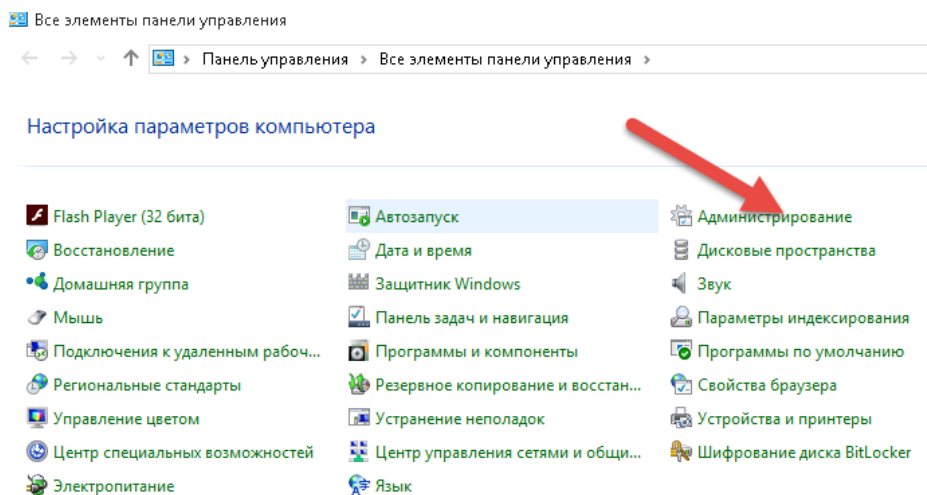 Все элементы панели управления
Панель управления > Все элементы панели управления >
Настройка параметров компьютера
Flash Player (32 бита) Автозапуск Администрирование
Восстановление Дата и время Дисковые пространства
Домашняя группа Защитник Windows Звук
Мышь Панель задач и навигация Параметры индексирования
Подключения к удаленным рабоч... Программы и компоненты Программы по умолчанию
Региональные стандарты Резервное копирование и восстан... Свойства браузера
Управление цветом Устранение неполадок Устройства и принтеры
Центр специальных возможностей Центр управления сетями и общи... Шифрование диска BitLocker
Электропитание Язык